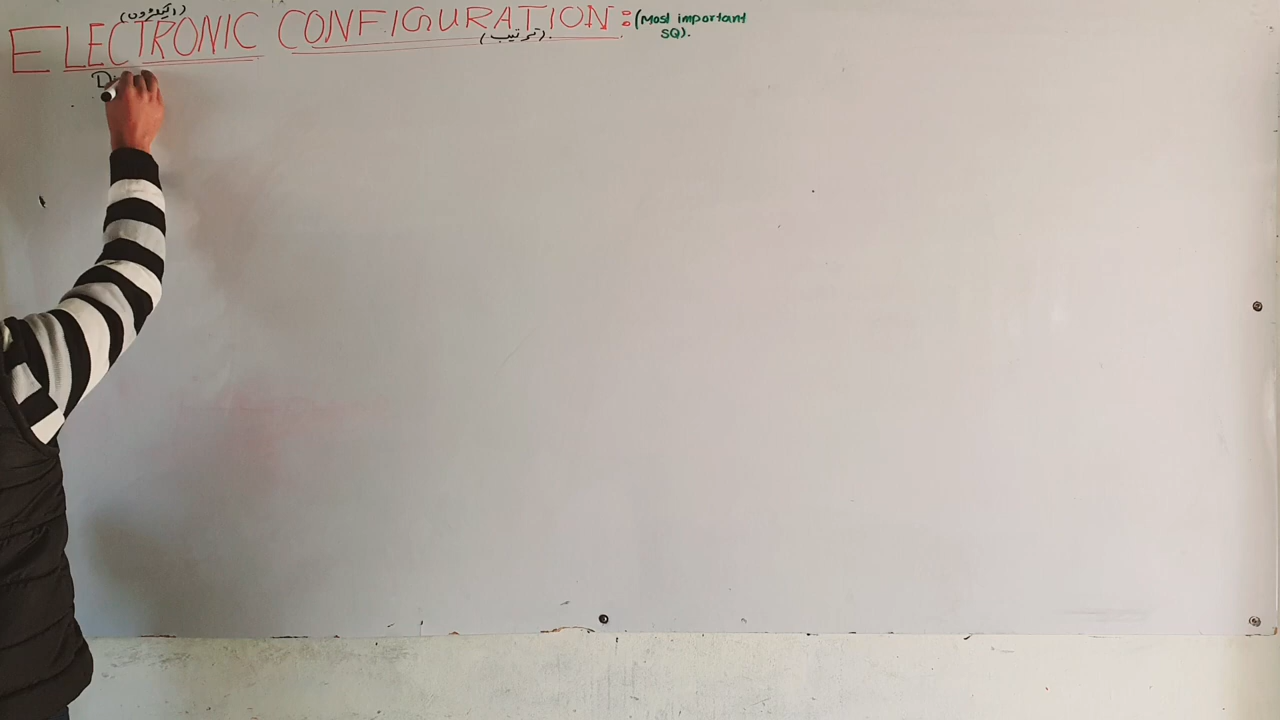 (الیکٹرون)
ELECTRONIC CONFIGURATION : (Most important
SQ).
(ترتیب)
D